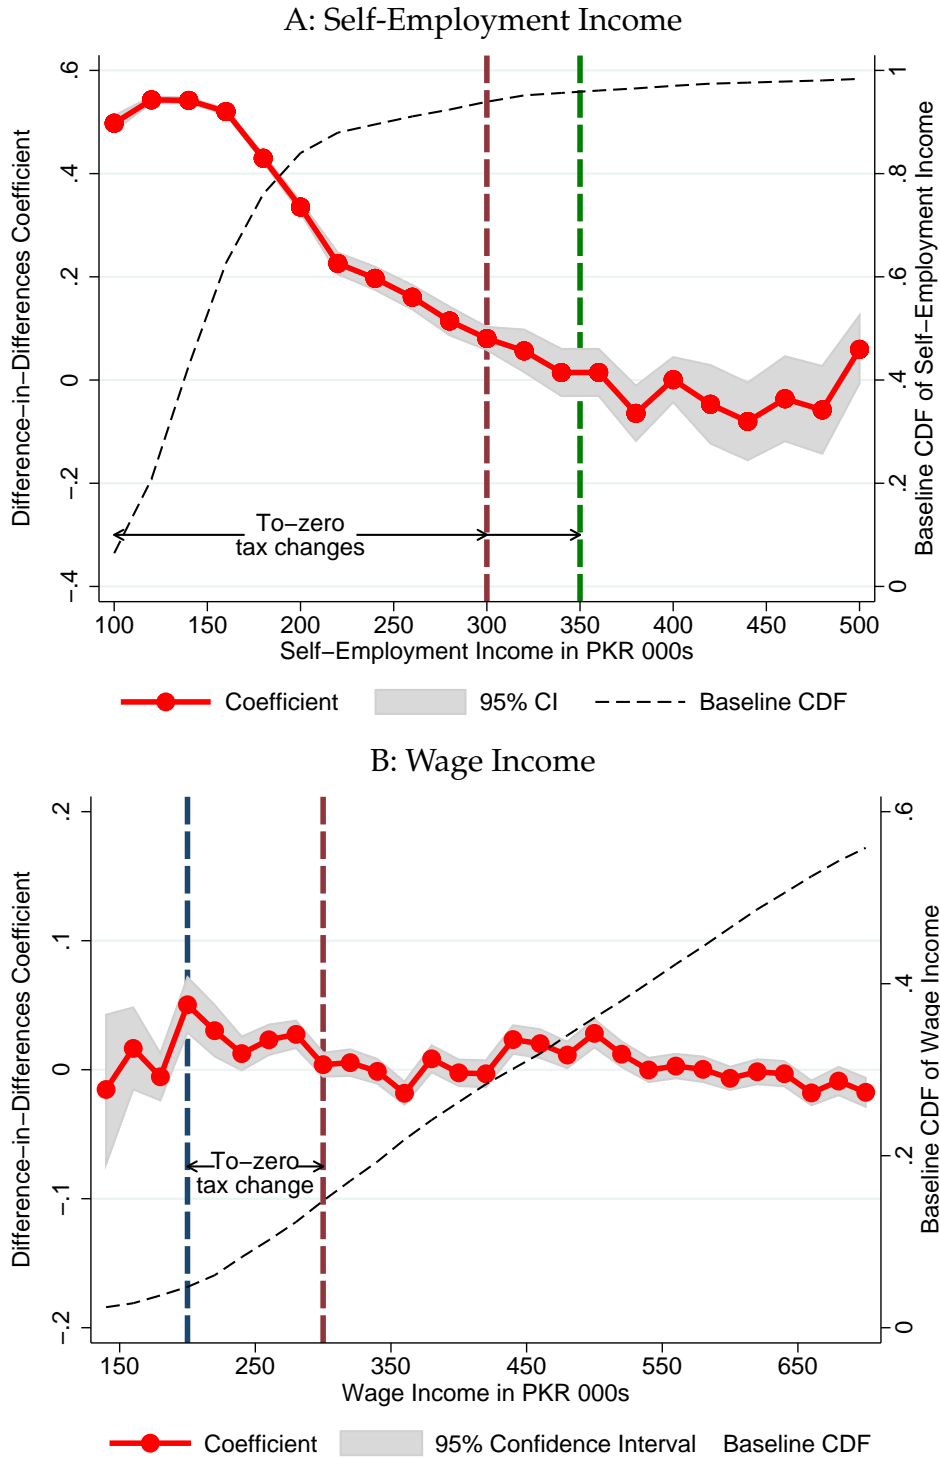 A: Self-Employment Income
Difference−in−Differences Coefficient
.6
.4
.2
0
−.2
−.4
1
.8
.6
.4
.2
0
Baseline CDF of Self−Employment Income
To−zero
tax changes
100 150 200 250 300 350 400 450 500
Self−Employment Income in PKR 000s
Coefficient 95% CI Baseline CDF
B: Wage Income
Difference−in−Differences Coefficient
.2
.1
0
−.1
−.2
.6
.4
.2
0
Baseline CDF of Wage Income
To−zero
tax change
150 250 350 450 550 650
Wage Income in PKR 000s
Coefficient 95% Confidence Interval Baseline CDF